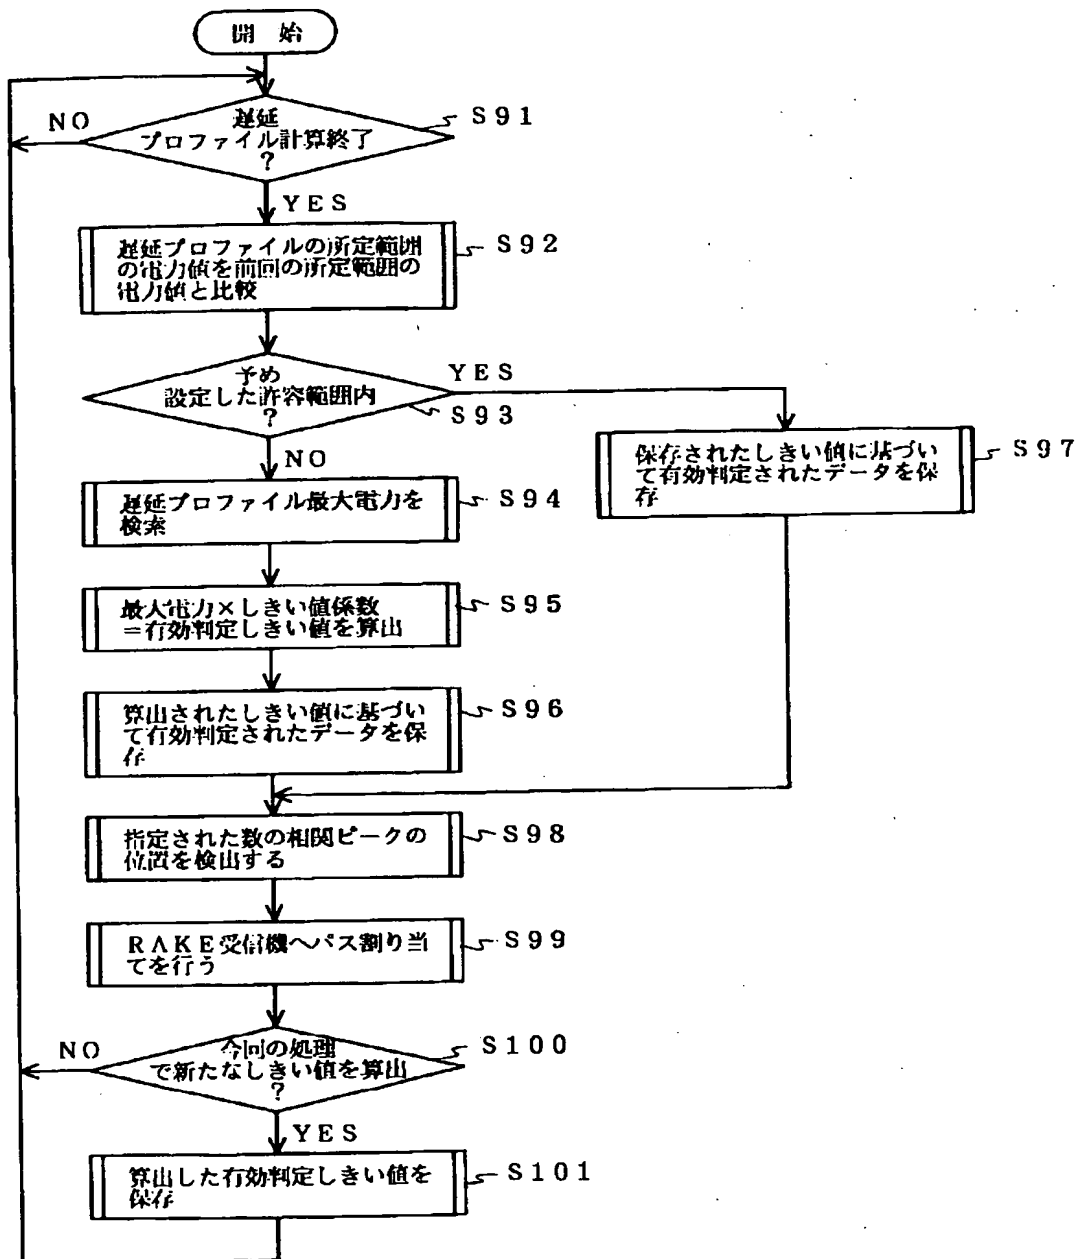 開 始
遅延
プロファイル計算終了
?
S91
NO
YES
遅延プロファイルの所定範囲
の電力値を前回の所定範囲の
電力値と比較
S92
予め
設定した許容範囲内
?
S93
YES
NO
保存されたしきい値に基づい
て有効判定されたデータを保
存
S97
遅延プロファイル最大電力を
検索
S94
最大電力×しきい値係数
=有効判定しきい値を算出
S95
算出されたしきい値に基づい
て有効判定されたデータを保
存
S96
指定された数の相関ピークの
位置を検出する
S98
RAKE受信機へパス割り当
てを行う
S99
今回の処理
で新たなしきい値を算出
?
S100
NO
YES
算出した有効判定しきい値を
保存
S101